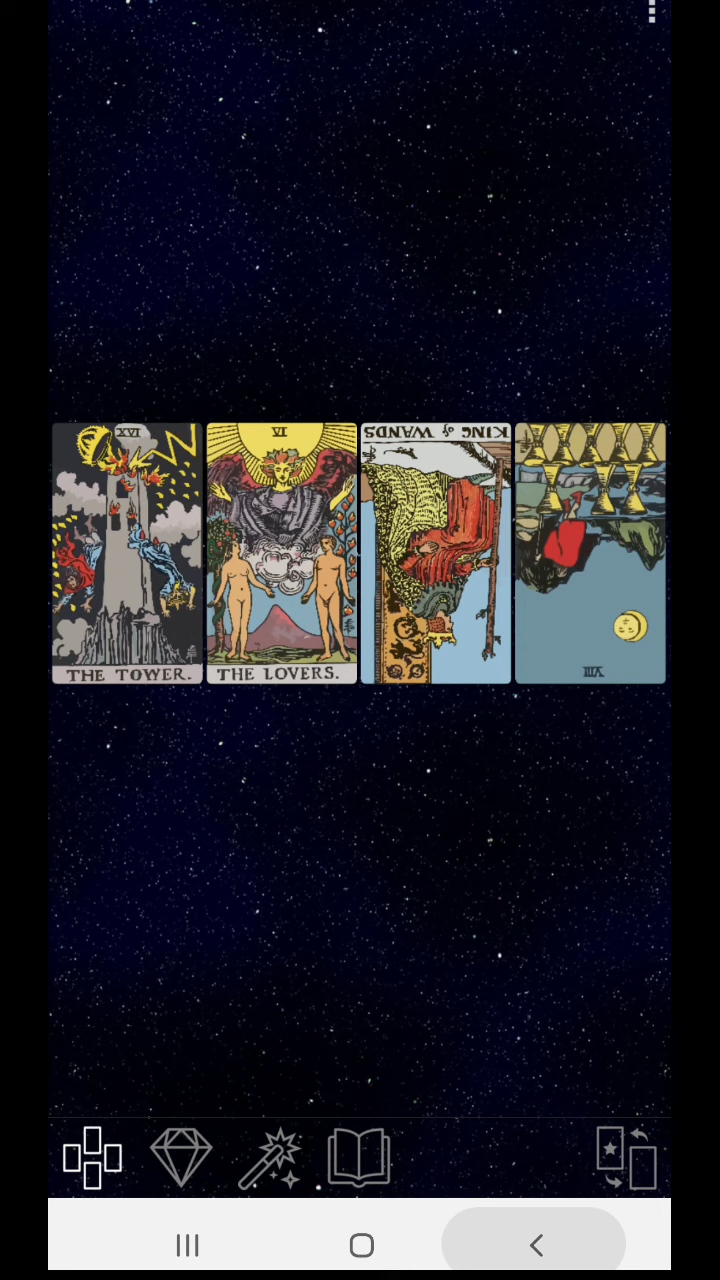 XVI
THE TOWER.
VI
THE LOVERS.
KING of WANDS
VIII